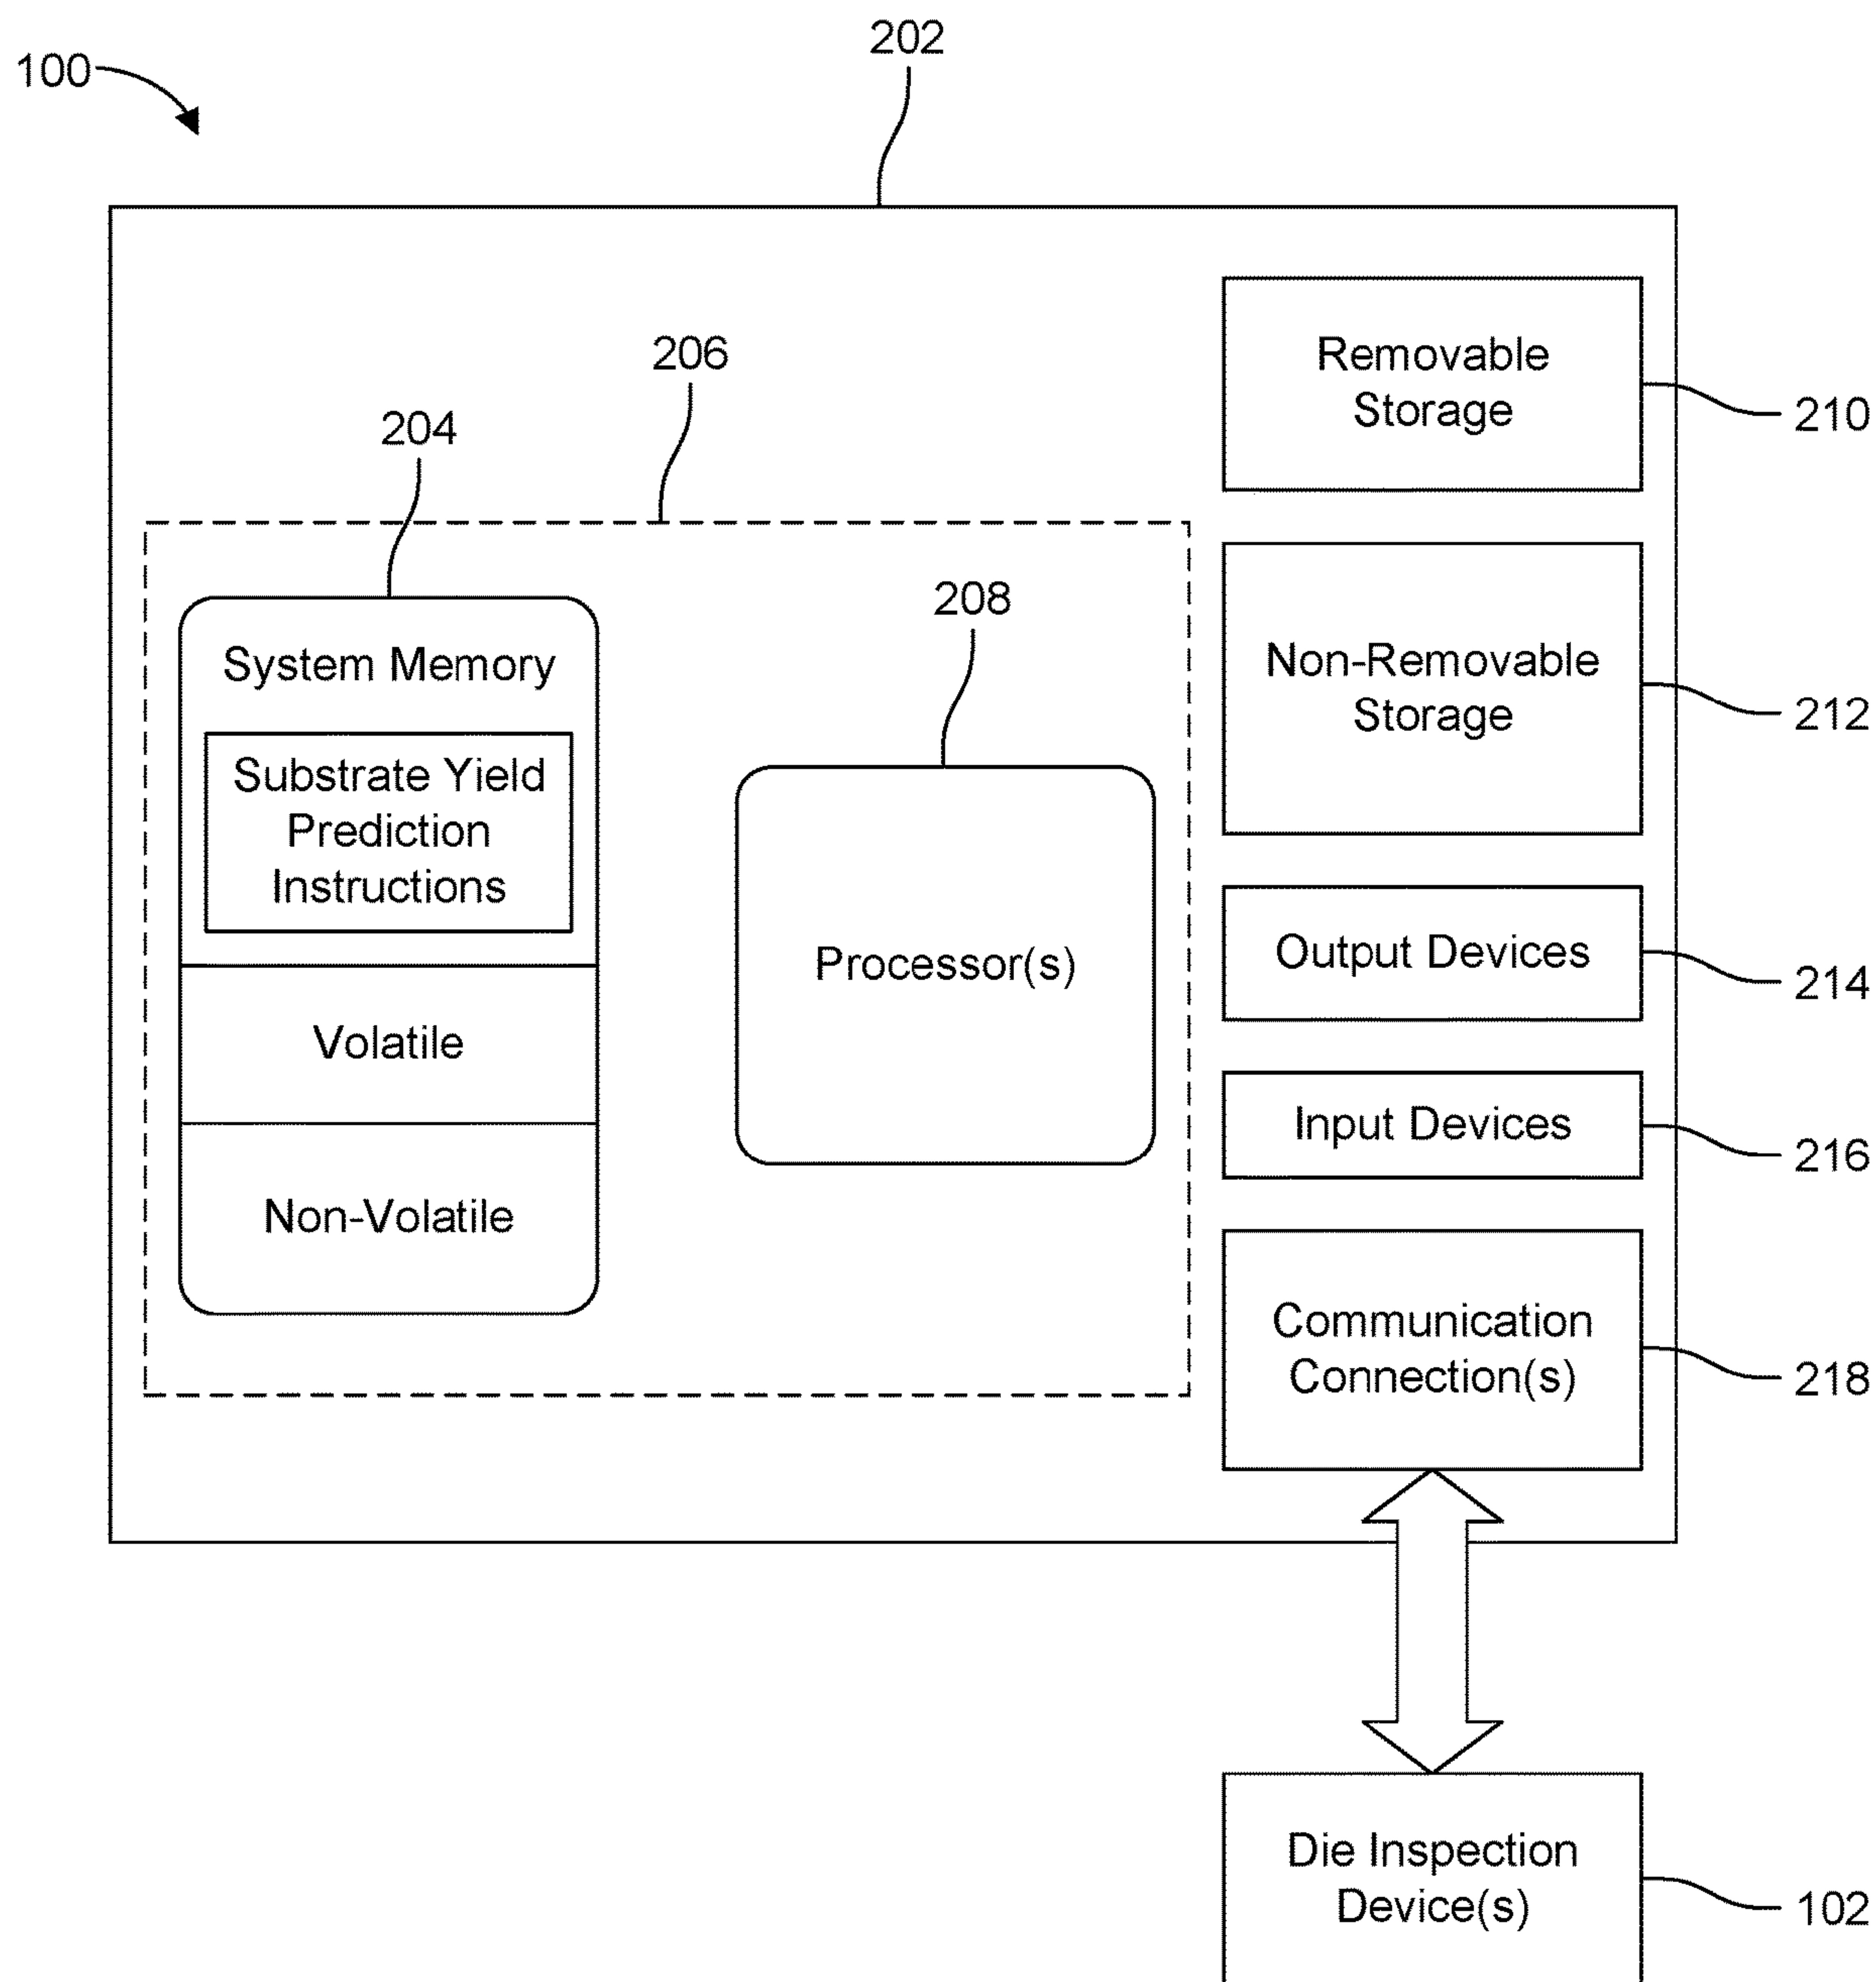 100
202
206
204
208
System Memory
Substrate Yield
Prediction
Instructions
Volatile
Non-Volatile
Processor(s)
Removable
Storage
210
Non-Removable
Storage
212
Output Devices
214
Input Devices
216
Communication
Connection(s)
218
Die Inspection
Device(s)
102